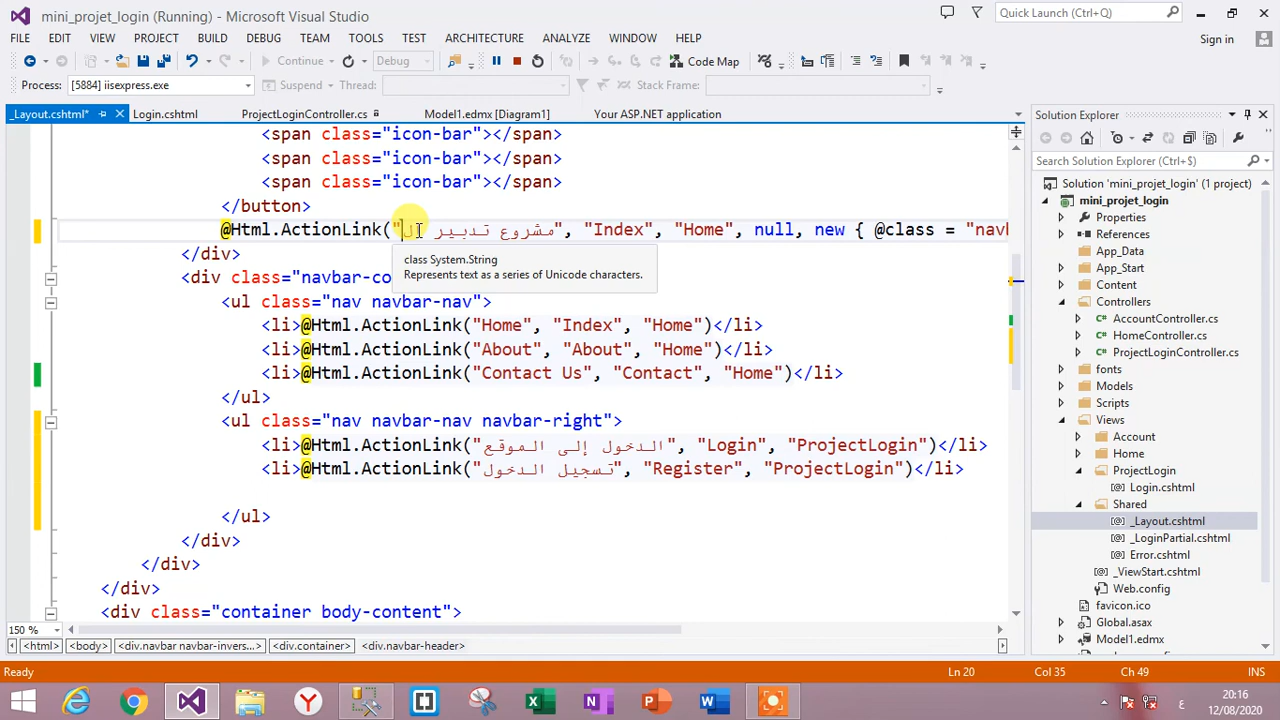 mini_projet_login (Running) - Microsoft Visual Studio
Quick Launch (Ctrl+Q)
FILE EDIT VIEW PROJECT BUILD DEBUG TEAM TOOLS TEST ARCHITECTURE ANALYZE WINDOW HELP
Sign in
Continue Debug Code Map
Process: [5884] iisexpress.exe Suspend Thread: Stack Frame:
_Layout.cshtml* Login.cshtml ProjectLoginController.cs Model1.edmx [Diagram1] Your ASP.NET application
<span class="icon-bar"></span>
<span class="icon-bar"></span>
<span class="icon-bar"></span>
</button>
@Html.ActionLink("مشروع تدبير ال", "Index", "Home", null, new { @class = "navb
class System.String
Represents text as a series of Unicode characters.
</div>
<div class="navbar-co
<ul class="nav navbar-nav">
<li>@Html.ActionLink("Home", "Index", "Home")</li>
<li>@Html.ActionLink("About", "About", "Home")</li>
<li>@Html.ActionLink("Contact Us", "Contact", "Home")</li>
</ul>
<ul class="nav navbar-nav navbar-right">
<li>@Html.ActionLink("الدخول إلى الموقع", "Login", "ProjectLogin")</li>
<li>@Html.ActionLink("تسجيل الدخول", "Register", "ProjectLogin")</li>
</ul>
</div>
</div>
</div>
<div class="container body-content">
150 %
<html> <body> <div.navbar navbar-invers... <div.container> <div.navbar-header>
Solution Explorer
Search Solution Explorer (Ctrl+$)
Solution 'mini_projet_login' (1 project)
mini_projet_login
App_Data
App_Start
Content
Controllers
AccountController.cs
HomeController.cs
ProjectLoginController.cs
fonts
Models
Scripts
Views
Account
Home
ProjectLogin
Login.cshtml
Shared
_Layout.cshtml
_LoginPartial.cshtml
Error.cshtml
_ViewStart.cshtml
Web.config
favicon.ico
Global.asax
Model1.edmx
Ready Ln 20 Col 35 Ch 49 INS
ع 20:16
12/08/2020